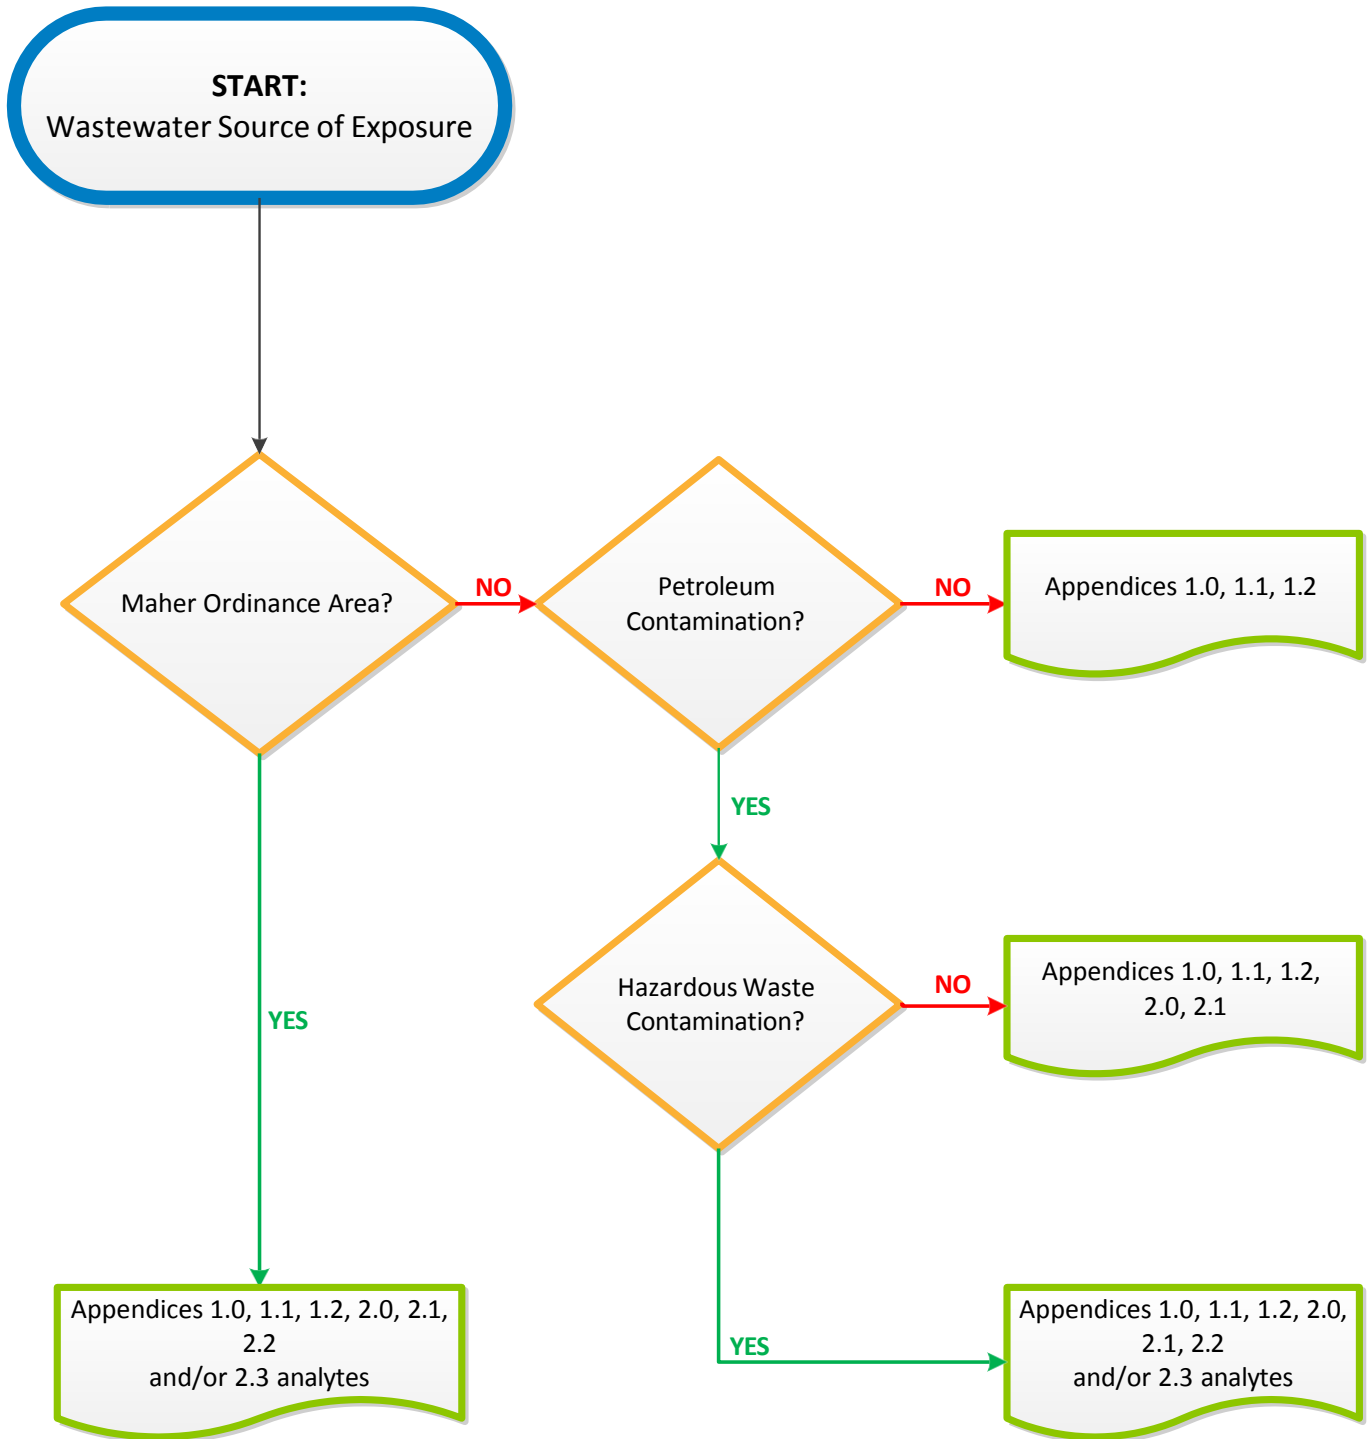 START:
Wastewater Source of Exposure
Maher Ordinance Area?
NO
Petroleum
Contamination?
NO
Appendices 1.0, 1.1, 1.2
YES
Hazardous Waste
Contamination?
NO
Appendices 1.0, 1.1, 1.2,
2.0, 2.1
YES
Appendices 1.0, 1.1, 1.2, 2.0, 2.1,
2.2
and/or 2.3 analytes
YES
Appendices 1.0, 1.1, 1.2, 2.0,
2.1, 2.2
and/or 2.3 analytes